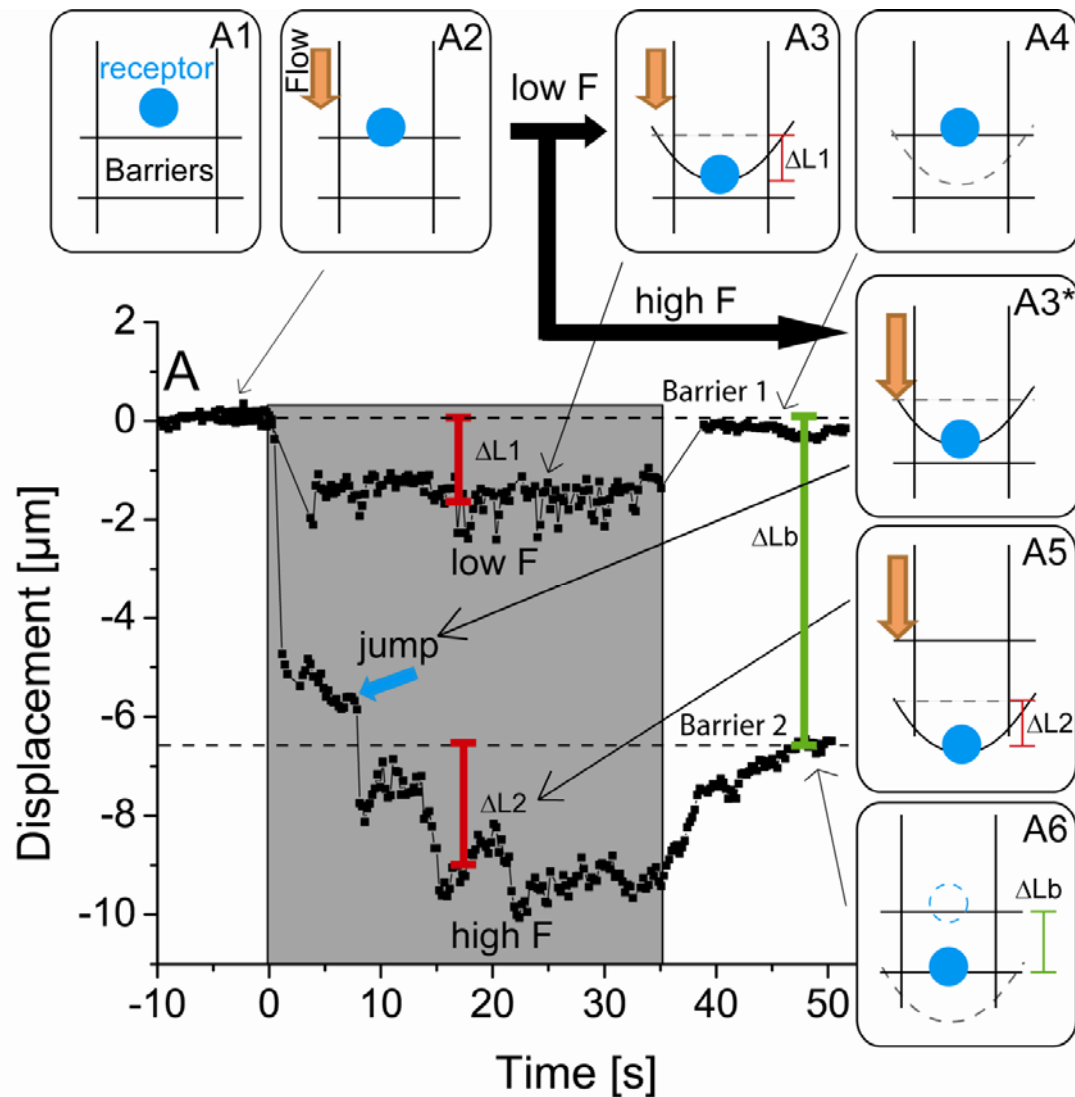 A1
receptor
Barriers
A2
Flow
low F
A3
ΔL1
A4
high F
A3*
A
Barrier 1
ΔL1
low F
ΔLb
jump
Barrier 2
ΔL2
high F
A5
ΔL2
A6
ΔLb
Displacement [µm]
2
0
-2
-4
-6
-8
-10
-10
0
10
20
30
40
50
Time [s]